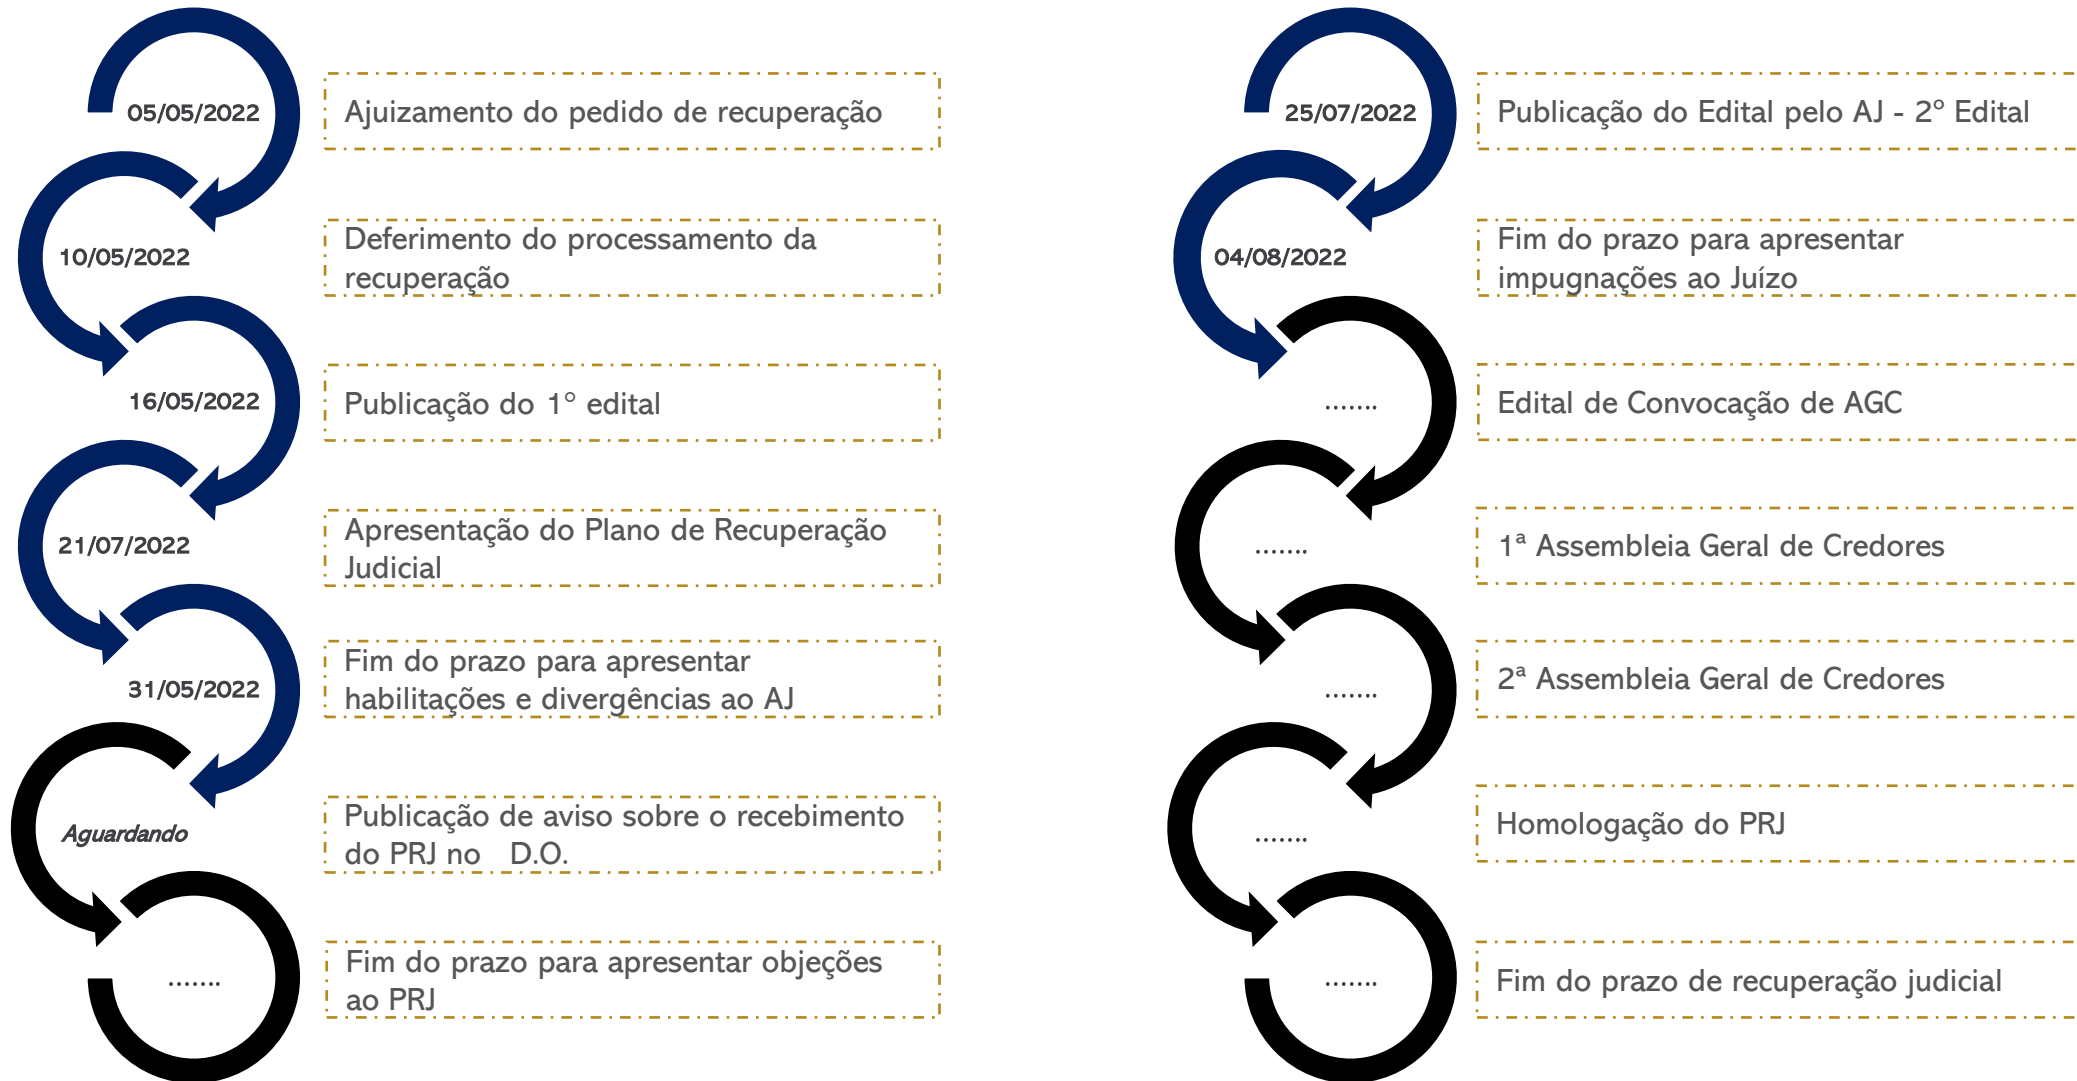 05/05/2022
Ajuizamento do pedido de recuperação
10/05/2022
Deferimento do processamento da
recuperação
16/05/2022
Publicação do 1º edital
21/07/2022
Apresentação do Plano de Recuperação
Judicial
31/05/2022
Fim do prazo para apresentar
habilitações e divergências ao AJ
Aguardando
Publicação de aviso sobre o recebimento
do PRJ no D.O.
.......
Fim do prazo para apresentar objeções
ao PRJ
25/07/2022
Publicação do Edital pelo AJ - 2º Edital
04/08/2022
Fim do prazo para apresentar
impugnações ao Juízo
.......
Edital de Convocação de AGC
.......
1ª Assembleia Geral de Credores
.......
2ª Assembleia Geral de Credores
.......
Homologação do PRJ
.......
Fim do prazo de recuperação judicial